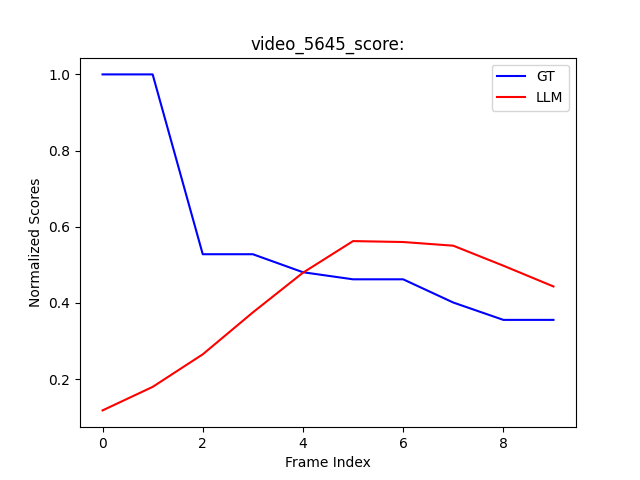 video_5645_score:
GT
LLM
1.0
0.8
0.6
0.4
0.2
Normalized Scores
0 2 4 6 8
Frame Index